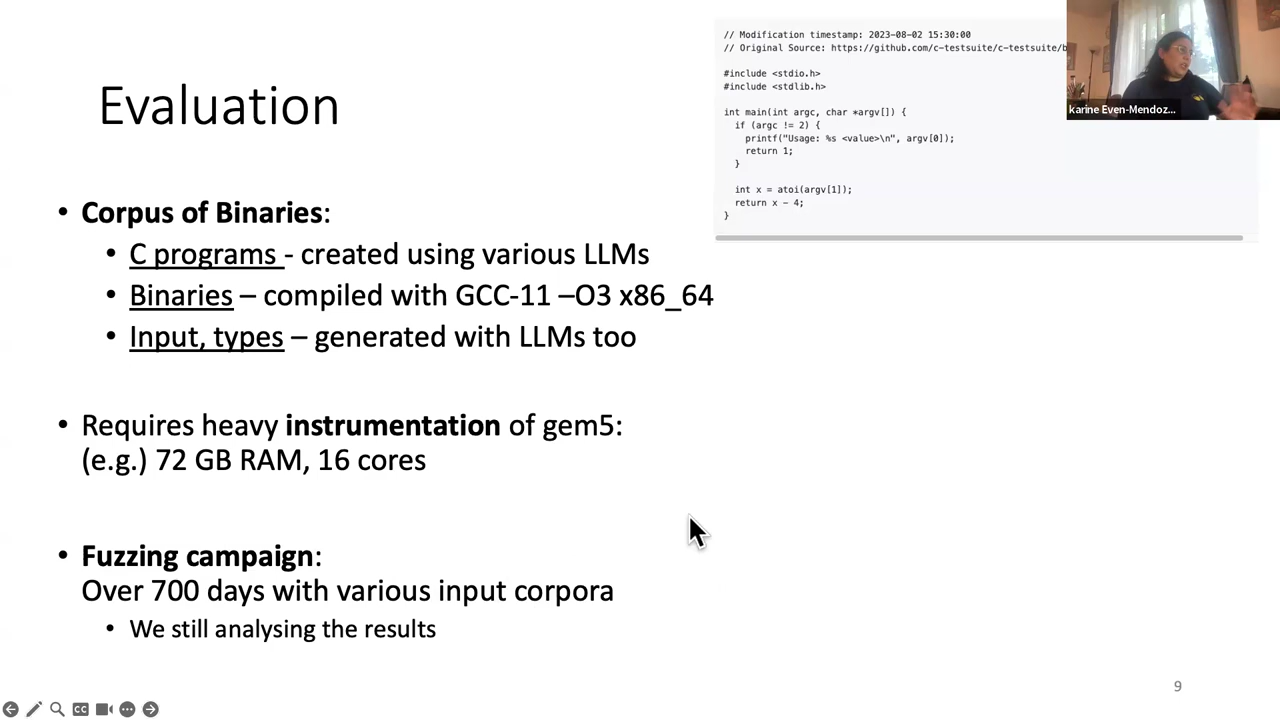 Evaluation
• Corpus of Binaries:
• C programs - created using various LLMs
• Binaries – compiled with GCC-11 –O3 x86_64
• Input, types – generated with LLMs too
• Requires heavy instrumentation of gem5:
(e.g.) 72 GB RAM, 16 cores
• Fuzzing campaign:
Over 700 days with various input corpora
• We still analysing the results
// Modification timestamp: 2023-08-02 15:30:00
// Original Source: https://github.com/c-testsuite/c-testsuite/b
#include <stdio.h>
#include <stdlib.h>
int main(int argc, char *argv[]) {
if (argc != 2) {
printf("Usage: %s <value>\n", argv[0]);
return 1;
}
int x = atoi(argv[1]);
return x - 4;
}
karine Even-Mendoz...
CC
9